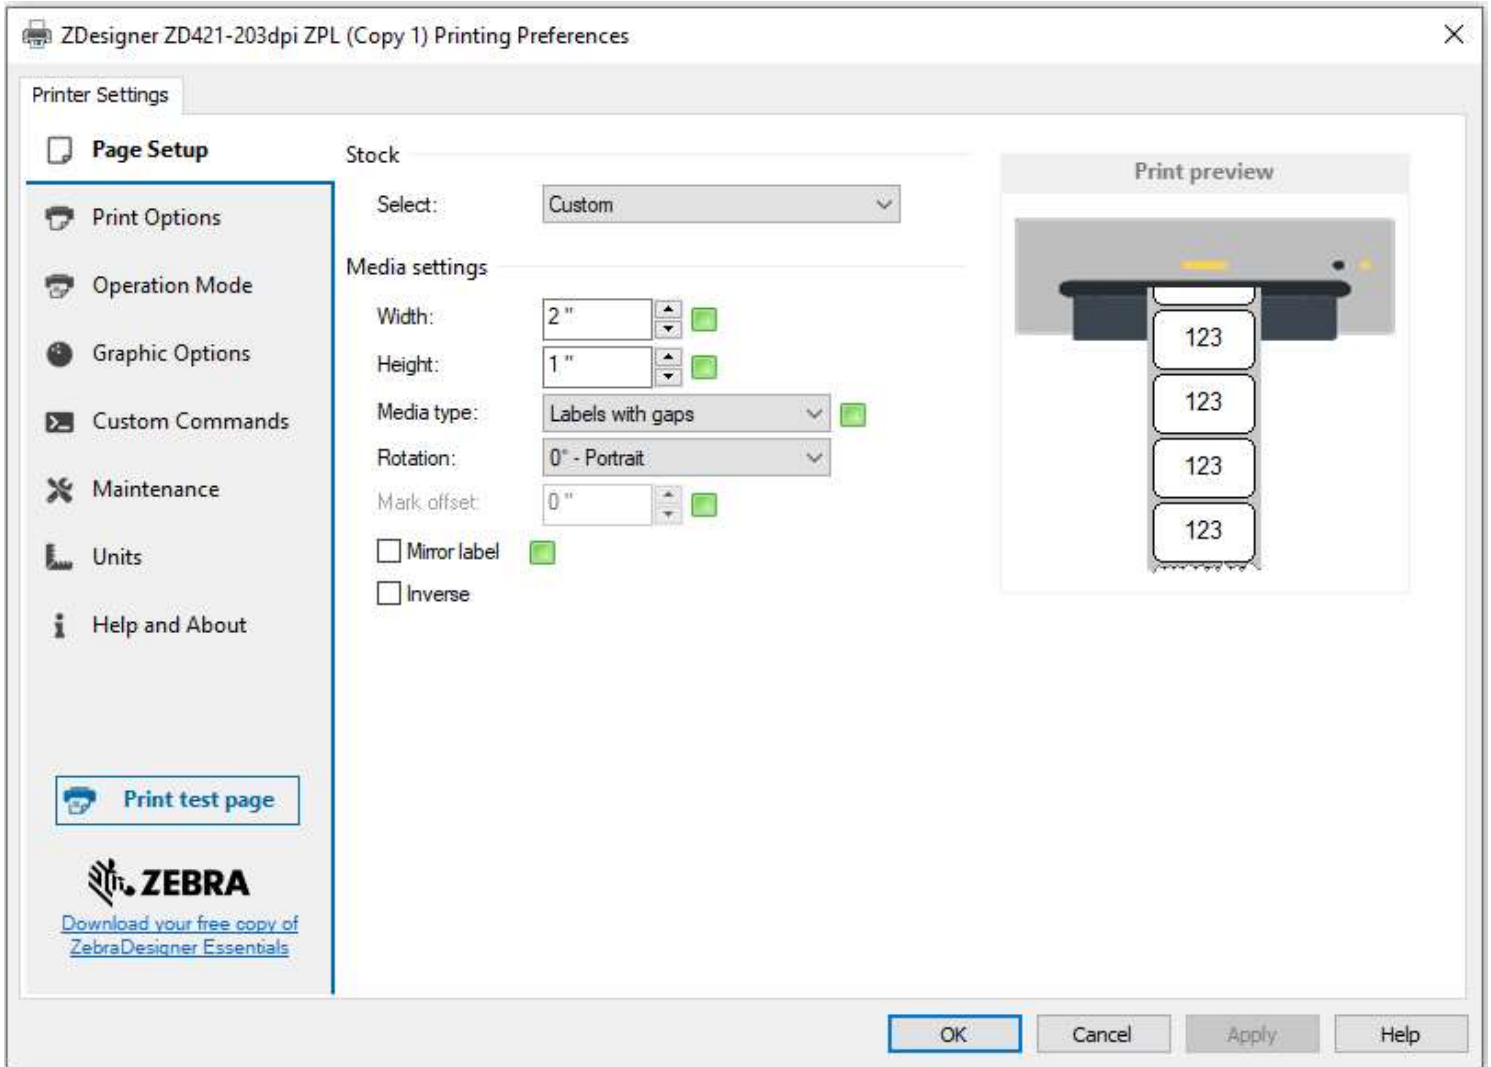 ZDesigner ZD421-203dpi ZPL (Copy 1) Printing Preferences
Printer Settings
Page Setup
Print Options
Operation Mode
Graphic Options
Custom Commands
Maintenance
Units
Help and About
Print test page
ZEBRA
Download your free copy of
ZebraDesigner Essentials
Stock
Select: Custom
Media settings
Width: 2 "
Height: 1 "
Media type: Labels with gaps
Rotation: 0° - Portrait
Mark offset: 0 "
Mirror label
Inverse
Print preview
123
123
123
123
OK Cancel Apply Help